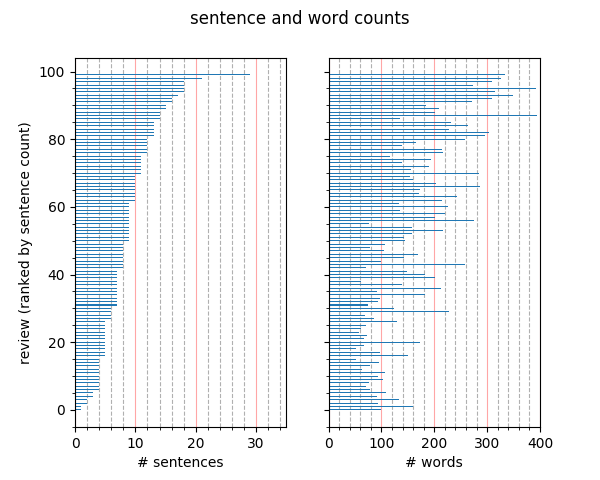 sentence and word counts
review (ranked by sentence count)
100
80
60
40
20
0
0 10 20 30
# sentences
0 100 200 300 400
# words